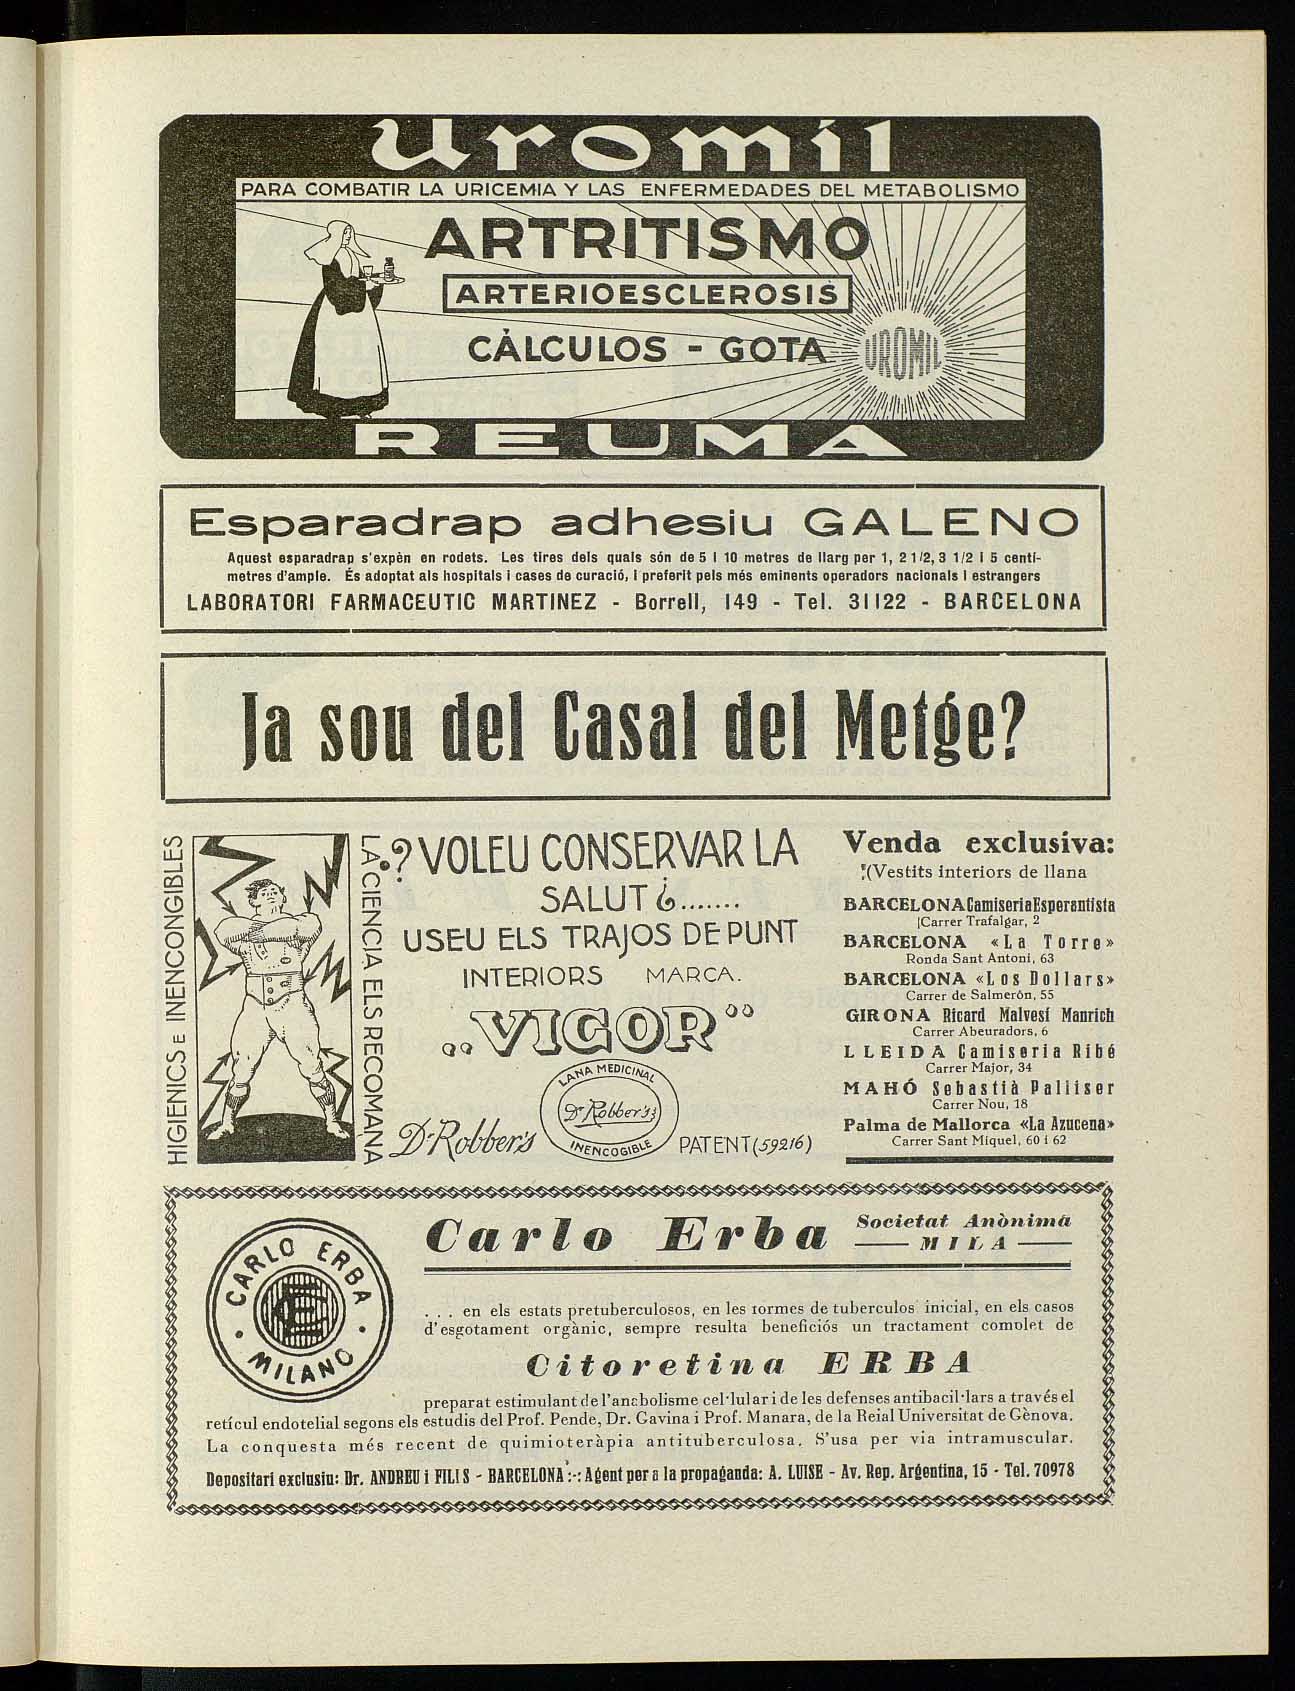 Uromil
PARA COMBATIR LA URICEMIA Y LAS ENFERMEDADES DEL METABOLISMO
ARTRITISMO
ARTERIOESCLEROSIS
CÀLCULOS - GOTA
UROMIL
REUMA
Esparadrap adhesiu GALENO
Aquest esparadrap s'expèn en rodets. Les tires dels quals són de 5 i 10 metres de llarg per 1, 2 1/2, 3 1/2 i 5 centí-
metres d'ample. És adoptat als hospitals i cases de curació, i preferit pels més eminents operadors nacionals i estrangers
LABORATORI FARMACEUTIC MARTINEZ - Borrell, 149 - Tel. 31122 - BARCELONA
Ja sou del Casal del Metge?
HIGIENICS E INENCONGIBLES
LA CIENCIA ELS RECOMANA
? VOLEU CONSERVAR LA
SALUT ¿.......
USEU ELS TRAJOS DE PUNT
INTERIORS MARCA.
„VIGOR"
LANA MEDICINAL
Dr Robber's
INENCOGIBLE
Dr Robber's
PATENT (59216)
Venda exclusiva:
(Vestits interiors de llana
BARCELONA Camiseria Esperantista
Carrer Trafalgar, 2
BARCELONA «La Torre»
Ronda Sant Antoni, 63
BARCELONA «Los Dollars»
Carrer de Salmerón, 55
GIRONA Ricard Malvesí Manrich
Carrer Abeuradors, 6
LLEIDA Camiseria Ribé
Carrer Major, 34
MAHÓ Sebastià Palliser
Carrer Nou, 18
Palma de Mallorca «La Azucena»
Carrer Sant Miquel, 60 i 62
CARLO ERBA
CE
MILANO
Carlo Erba Societat Anònima
MILA
. . . en els estats pretuberculosos, en les formes de tuberculos inicial, en els casos
d'esgotament orgànic, sempre resulta beneficiós un tractament complet de
Citoretina ERBA
preparat estimulant de l'anabolisme cel·lular i de les defenses antibacil·lars a través el
retícul endotelial segons els estudis del Prof. Pende, Dr. Gavina i Prof. Manara, de la Reial Universitat de Gènova.
La conquesta més recent de quimioteràpia antituberculosa. S'usa per via intramuscular.
Depositari exclusiu: Dr. ANDREU i FILLS - BARCELONA :-: Agent per a la propaganda: A. LUISE - Av. Rep. Argentina, 15 - Tel. 70978